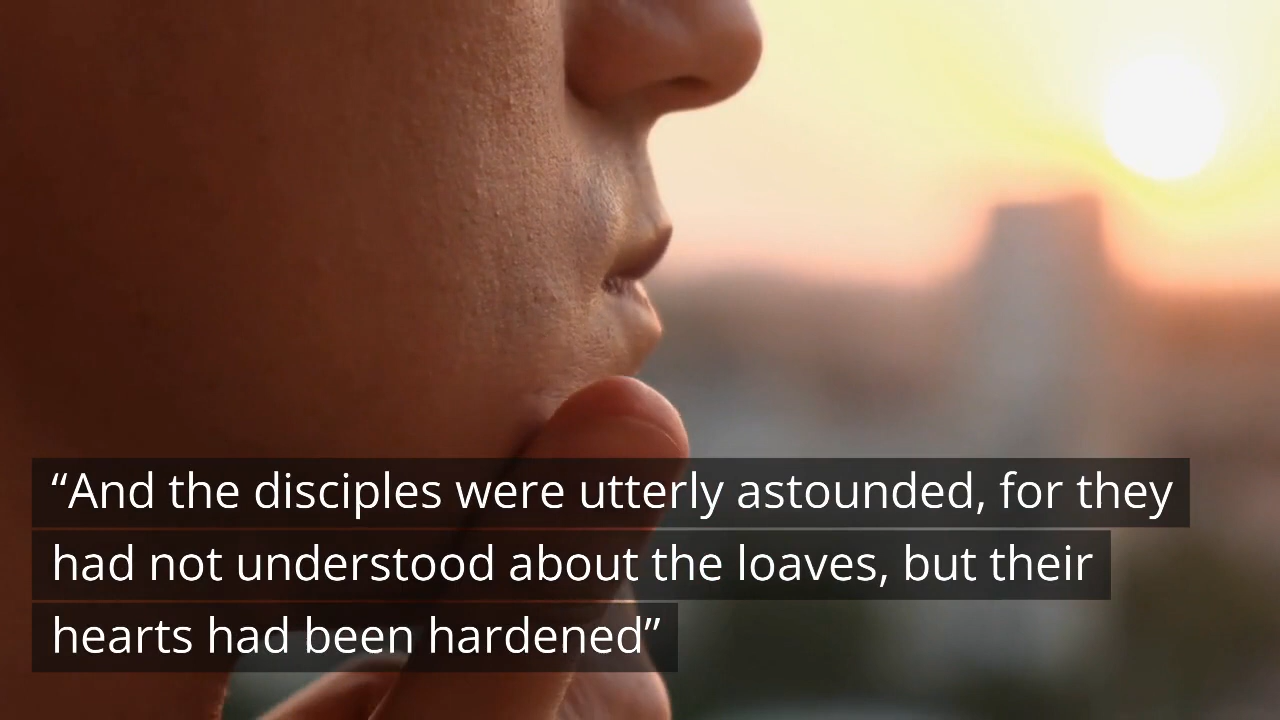 “And the disciples were utterly astounded, for they
had not understood about the loaves, but their
hearts had been hardened”